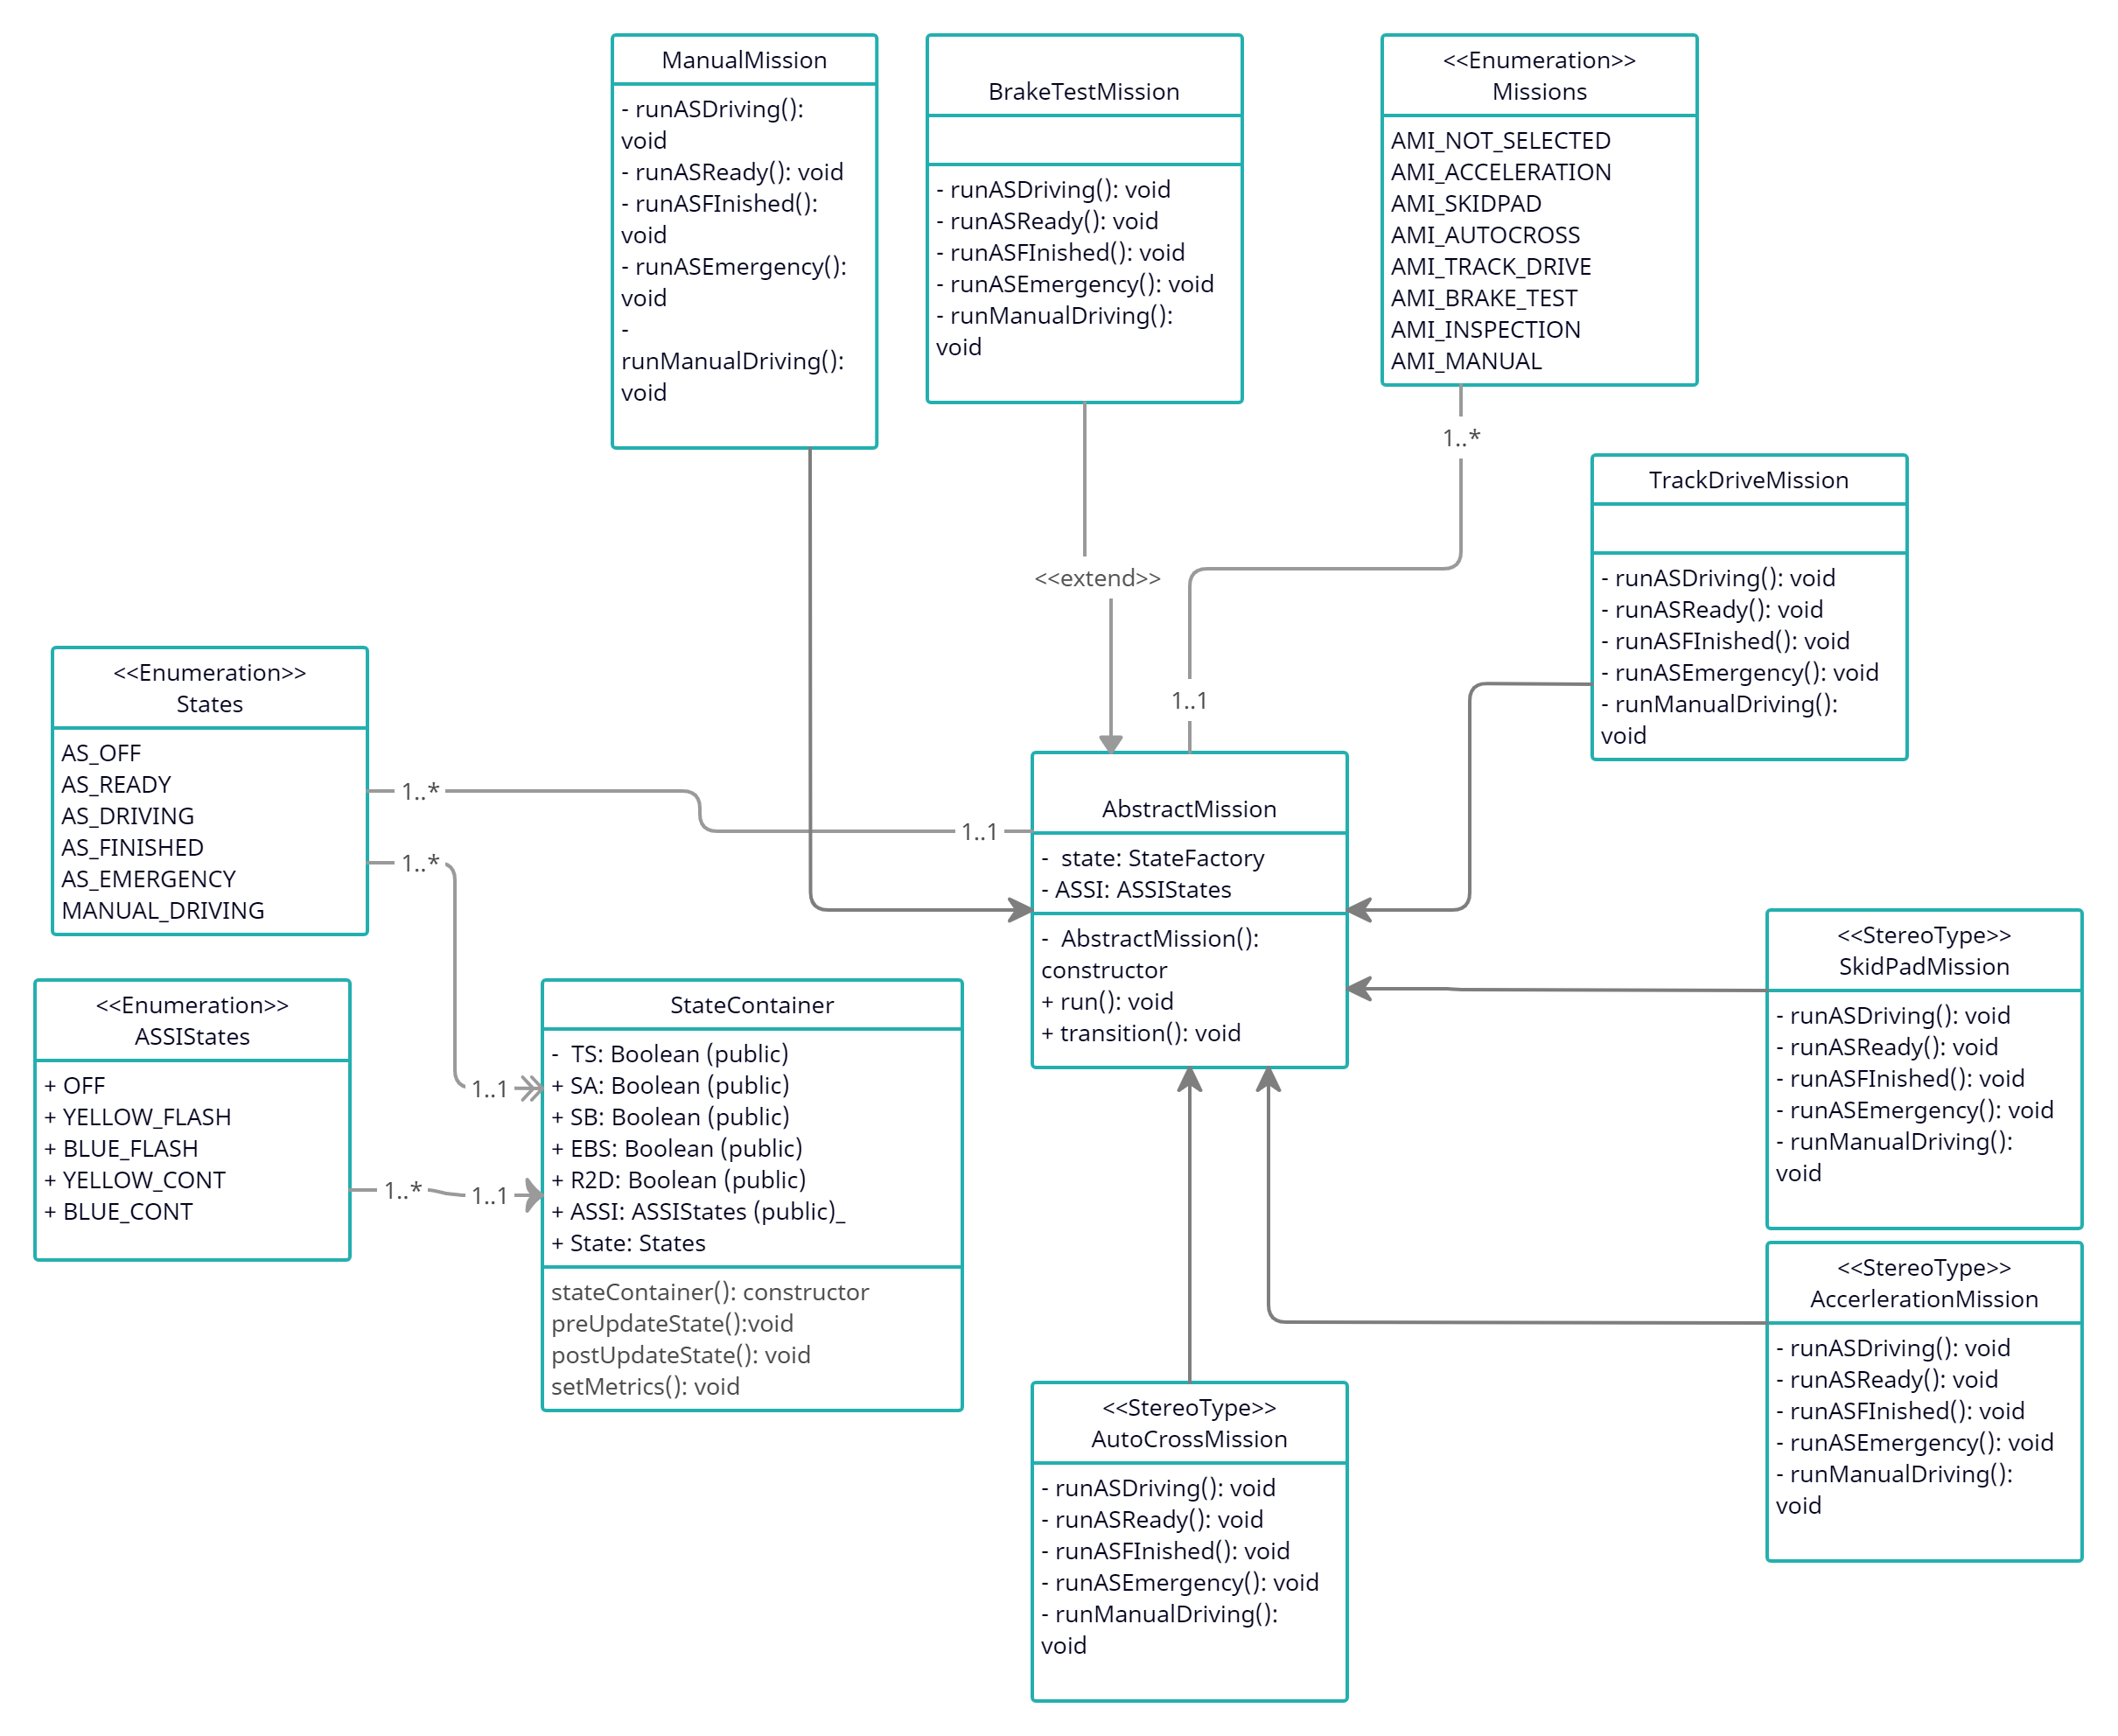 ManualMission
- runASDriving():
void
- runASReady(): void
- runASFInished():
void
- runASEmergency():
void
-
runManualDriving():
void
BrakeTestMission
- runASDriving(): void
- runASReady(): void
- runASFInished(): void
- runASEmergency(): void
- runManualDriving():
void
<<Enumeration>>
Missions
AMI_NOT_SELECTED
AMI_ACCELERATION
AMI_SKIDPAD
AMI_AUTOCROSS
AMI_TRACK_DRIVE
AMI_BRAKE_TEST
AMI_INSPECTION
AMI_MANUAL
1..*
<<extend>>
1..1
TrackDriveMission
- runASDriving(): void
- runASReady(): void
- runASFInished(): void
- runASEmergency(): void
- runManualDriving():
void
<<Enumeration>>
States
AS_OFF
AS_READY
AS_DRIVING
AS_FINISHED
AS_EMERGENCY
MANUAL_DRIVING
1..*
1..1
1..*
1..1
AbstractMission
-  state: StateFactory
- ASSI: ASSIStates
-  AbstractMission():
constructor
+ run(): void
+ transition(): void
<<Enumeration>>
ASSIStates
+ OFF
+ YELLOW_FLASH
+ BLUE_FLASH
+ YELLOW_CONT
+ BLUE_CONT
1..*
1..1
StateContainer
-  TS: Boolean (public)
+ SA: Boolean (public)
+ SB: Boolean (public)
+ EBS: Boolean (public)
+ R2D: Boolean (public)
+ ASSI: ASSIStates (public)_
+ State: States
stateContainer(): constructor
preUpdateState():void
postUpdateState(): void
setMetrics(): void
<<StereoType>>
SkidPadMission
- runASDriving(): void
- runASReady(): void
- runASFInished(): void
- runASEmergency(): void
- runManualDriving():
void
<<StereoType>>
AccerlerationMission
- runASDriving(): void
- runASReady(): void
- runASFInished(): void
- runASEmergency(): void
- runManualDriving():
void
<<StereoType>>
AutoCrossMission
- runASDriving(): void
- runASReady(): void
- runASFInished(): void
- runASEmergency(): void
- runManualDriving():
void